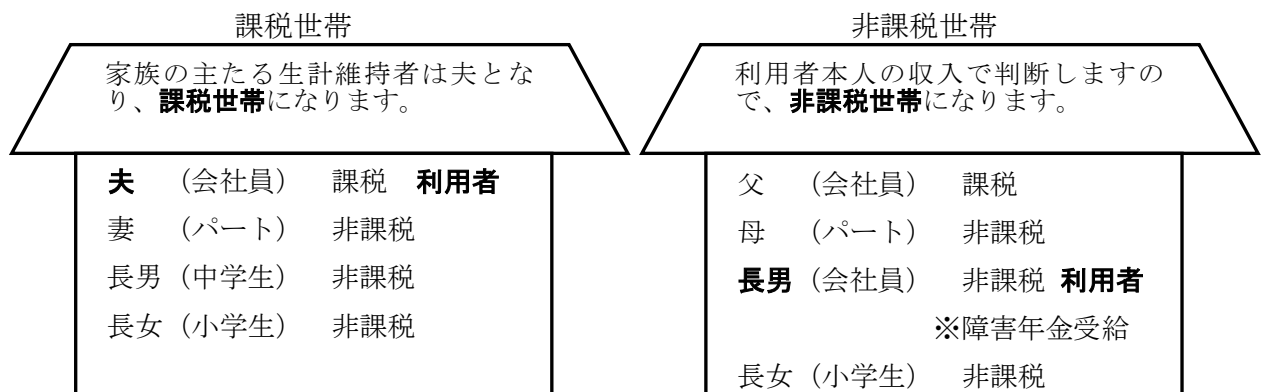 課税世帯
家族の主たる生計維持者は夫とな
り、課税世帯になります。
夫 (会社員) 課税 利用者
妻 (パート) 非課税
長男 (中学生) 非課税
長女 (小学生) 非課税
非課税世帯
利用者本人の収入で判断しますの
で、非課税世帯になります。
父 (会社員) 課税
母 (パート) 非課税
長男 (会社員) 非課税 利用者
※障害年金受給
長女 (小学生) 非課税